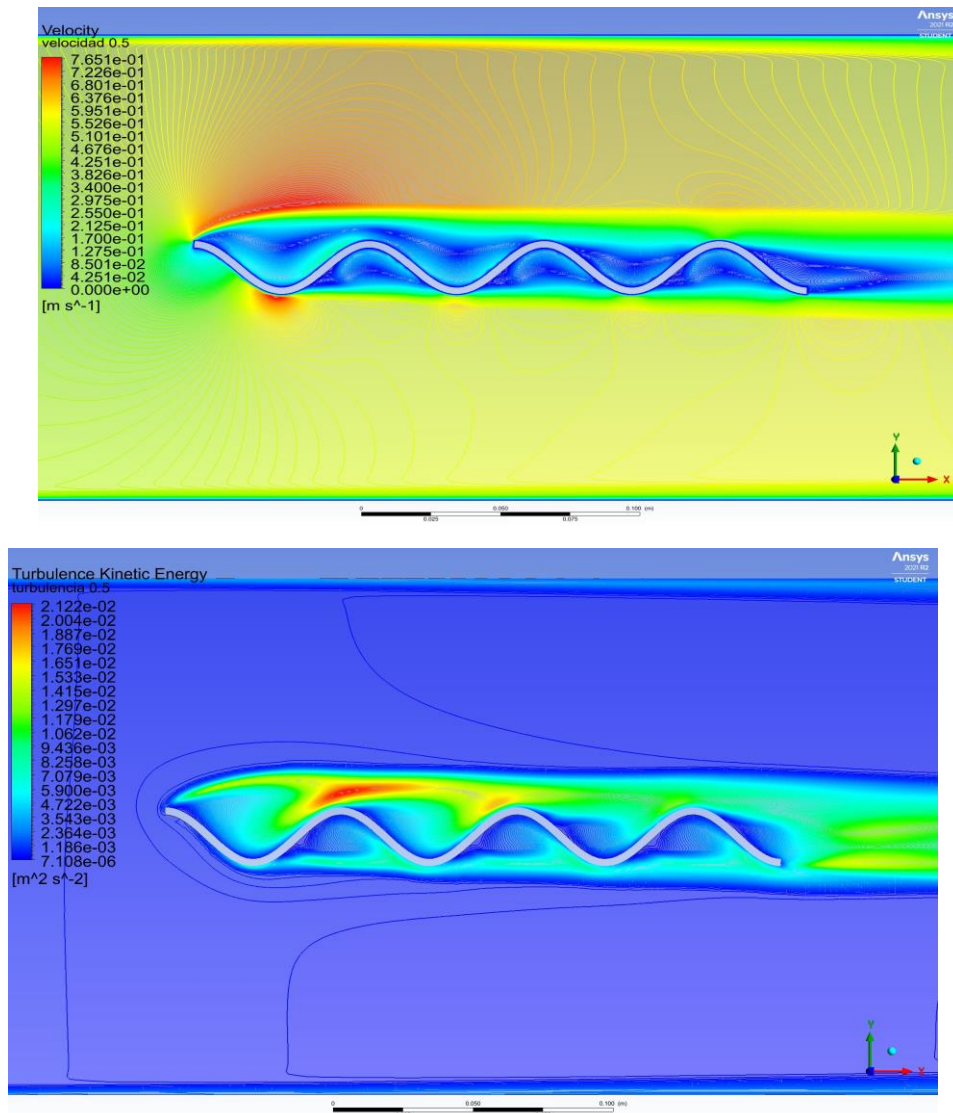 Velocity
velocidad 0.5
7.651e-01
7.226e-01
6.801e-01
6.376e-01
5.951e-01
5.526e-01
5.101e-01
4.676e-01
4.251e-01
3.826e-01
3.400e-01
2.975e-01
2.550e-01
2.125e-01
1.700e-01
1.275e-01
8.501e-02
4.251e-02
0.000e+00
[m s^-1]
Ansys
2021 R2
STUDENT
Y
X
0 0.050 0.100 (m)
0.025 0.075
Turbulence Kinetic Energy
turbulencia 0.5
2.122e-02
2.004e-02
1.887e-02
1.769e-02
1.651e-02
1.533e-02
1.415e-02
1.297e-02
1.179e-02
1.062e-02
9.436e-03
8.258e-03
7.079e-03
5.900e-03
4.722e-03
3.543e-03
2.364e-03
1.186e-03
7.108e-06
[m^2 s^-2]
Ansys
2021 R2
STUDENT
Y
X
0 0.050 0.100 (m)